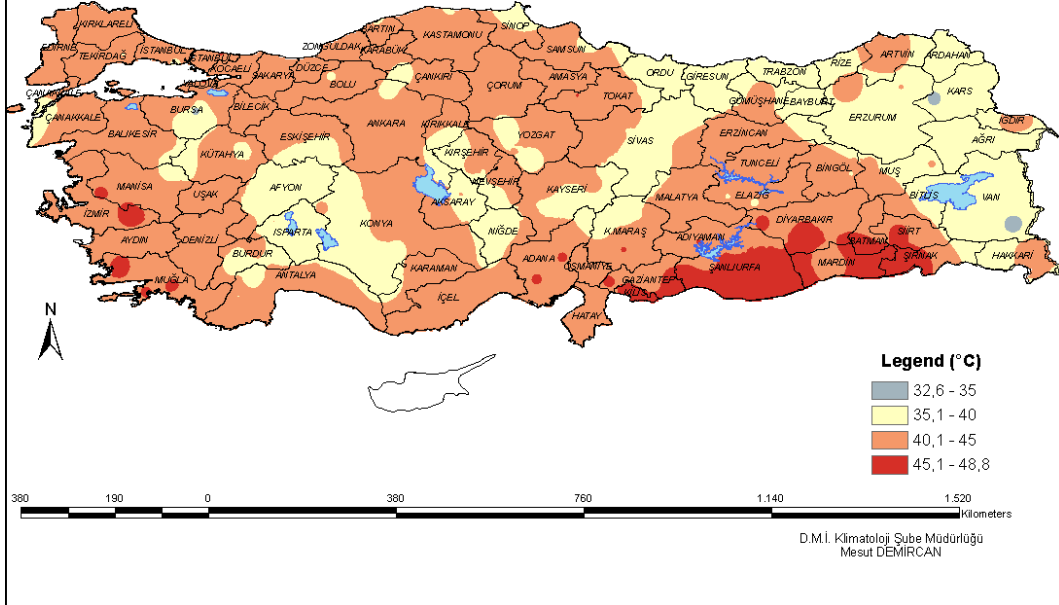 KIRKLARELİ
EDİRNE
TEKİRDAĞ
İSTANBUL
İSTANBUL
KOCAELİ
YALOVA
SAKARYA
DÜZCE
ZONGULDAK
BARTIN
KARABÜK
KASTAMONU
SİNOP
SAMSUN
BOLU
ÇANKIRI
ÇORUM
AMASYA
TOKAT
ORDU
GİRESUN
TRABZON
RİZE
ARTVİN
ARDAHAN
KARS
GÜMÜŞHANE
BAYBURT
ERZURUM
IĞDIR
AĞRI
ÇANAKKALE
ÇANAKKALE
BALIKESİR
BURSA
BİLECİK
ESKİŞEHİR
ANKARA
KIRIKKALE
YOZGAT
SİVAS
ERZİNCAN
TUNCELİ
BİNGÖL
MUŞ
BİTLİS
VAN
KÜTAHYA
MANİSA
UŞAK
AFYON
KIRŞEHİR
NEVŞEHİR
KAYSERİ
MALATYA
ELAZIĞ
DİYARBAKIR
İZMİR
AYDIN
DENİZLİ
ISPARTA
BURDUR
KONYA
AKSARAY
NİĞDE
K.MARAŞ
ADIYAMAN
BATMAN
SİİRT
ŞIRNAK
HAKKARİ
MARDİN
MUĞLA
ANTALYA
KARAMAN
İÇEL
ADANA
OSMANİYE
GAZİANTEP
KİLİS
ŞANLIURFA
HATAY
N
Legend (°C)
32,6 - 35
35,1 - 40
40,1 - 45
45,1 - 48,8
380 190 0 380 760 1.140 1.520
Kilometers
D.M.İ. Klimatoloji Şube Müdürlüğü
Mesut DEMİRCAN